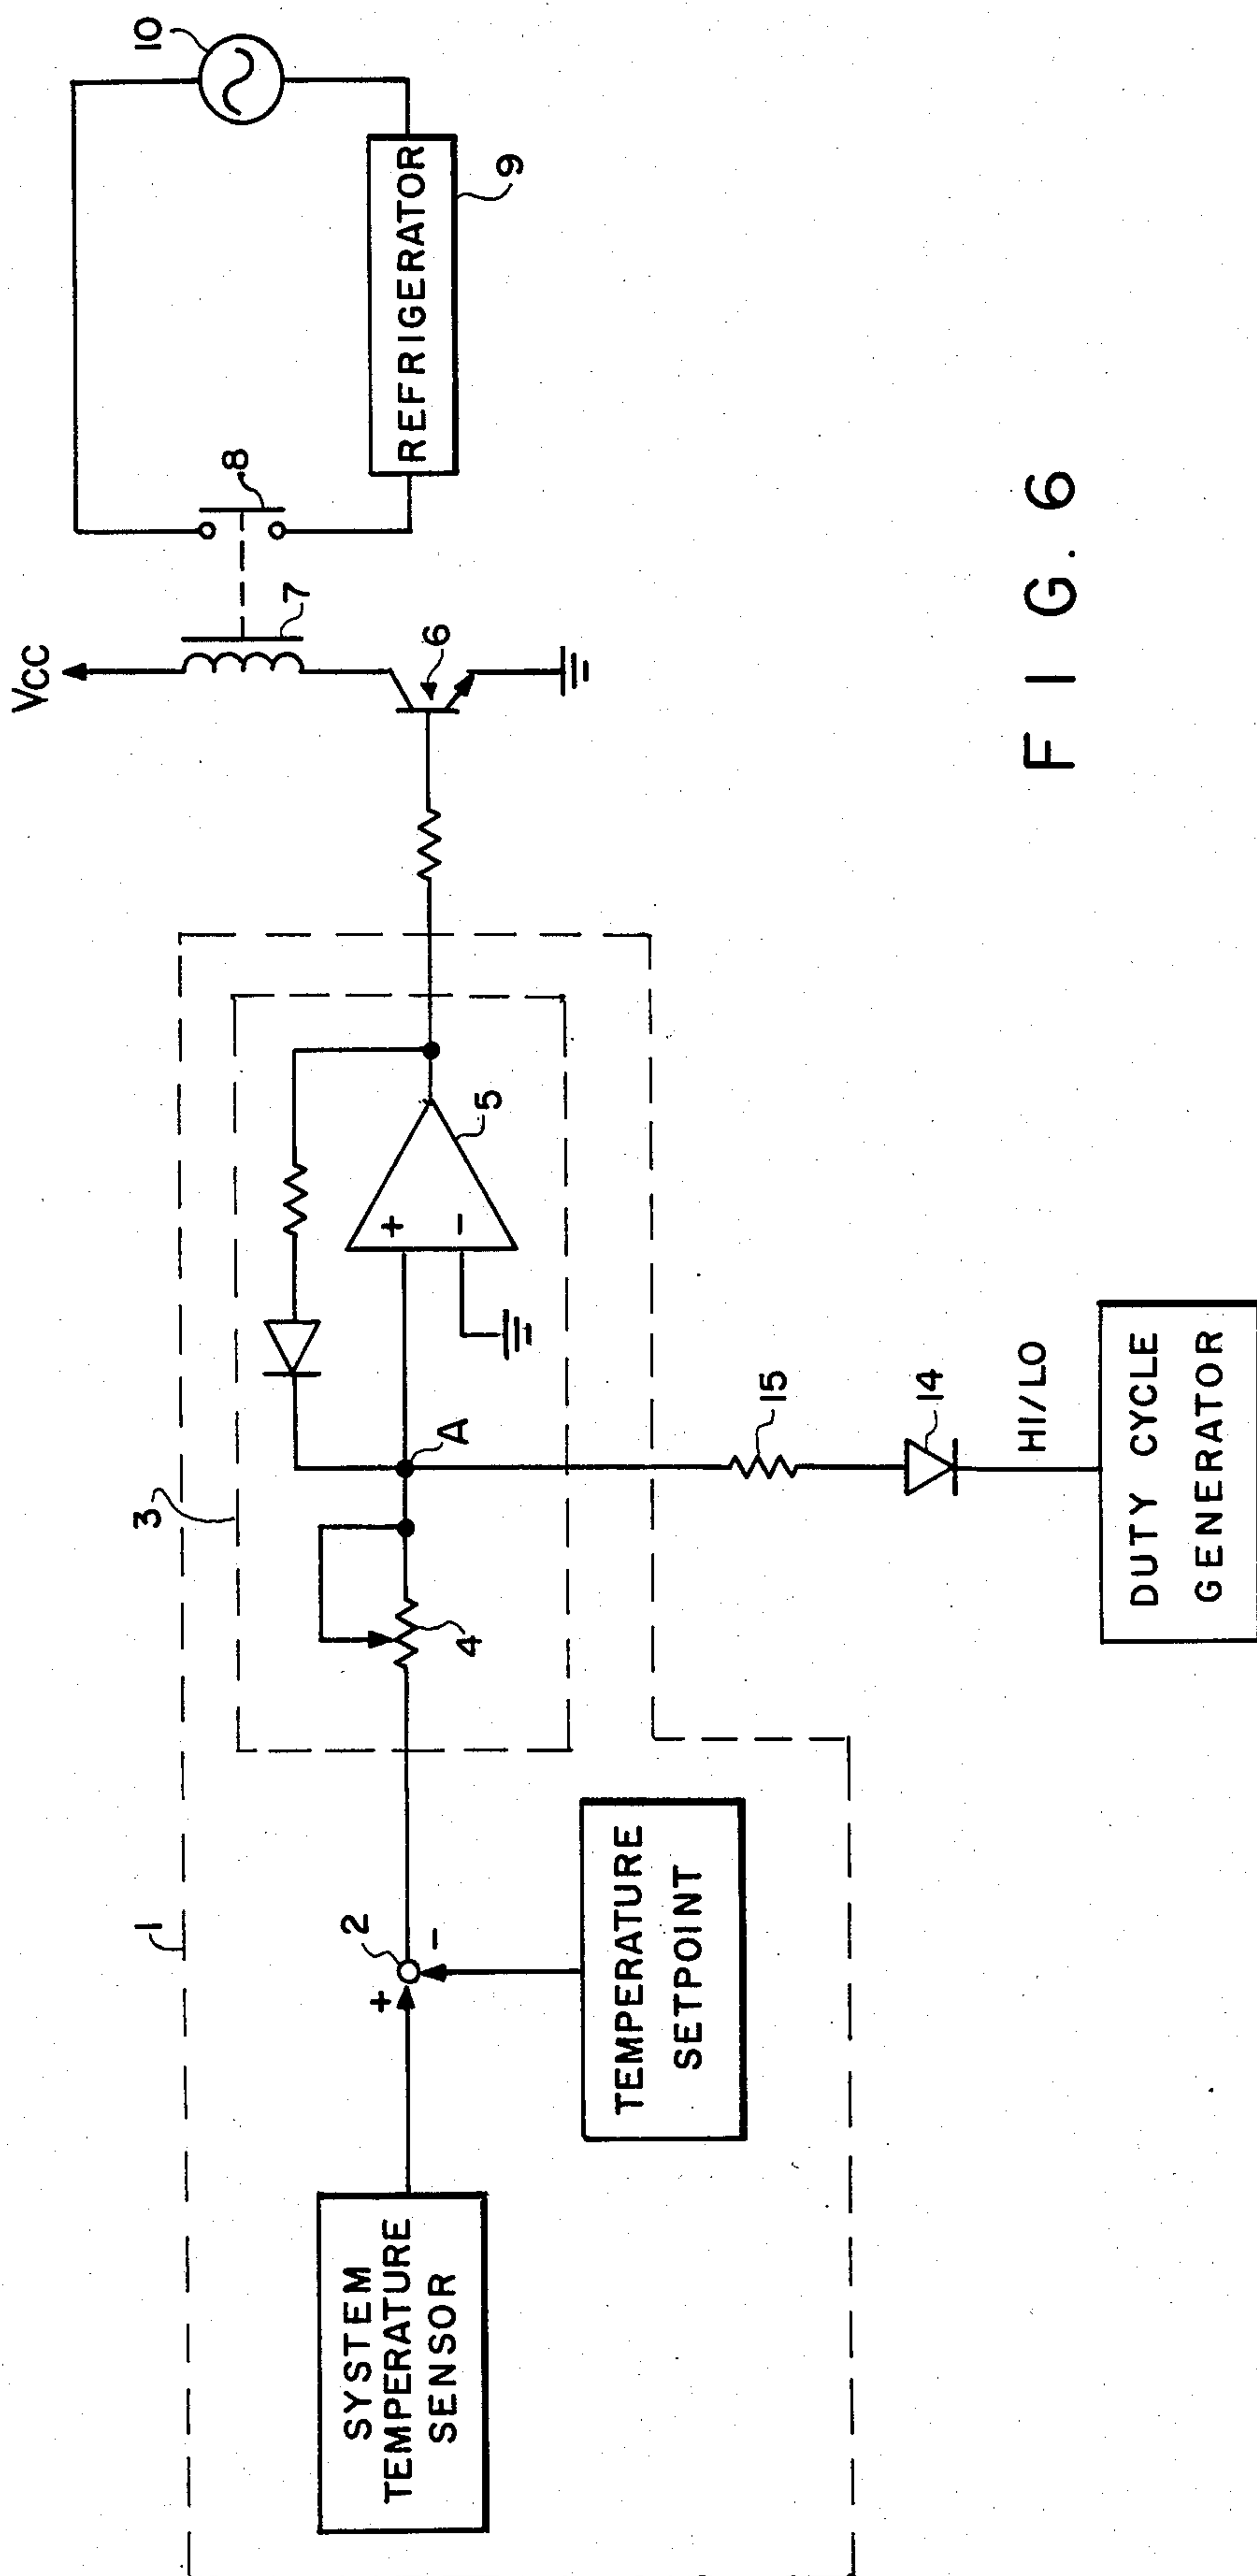 1
SYSTEM
TEMPERATURE
SENSOR
+
2
-
TEMPERATURE
SETPOINT
3
4
A
+
-
5
15
14
HI/LO
DUTY CYCLE
GENERATOR
VCC
6
7
8
REFRIGERATOR
9
10
FIG. 6